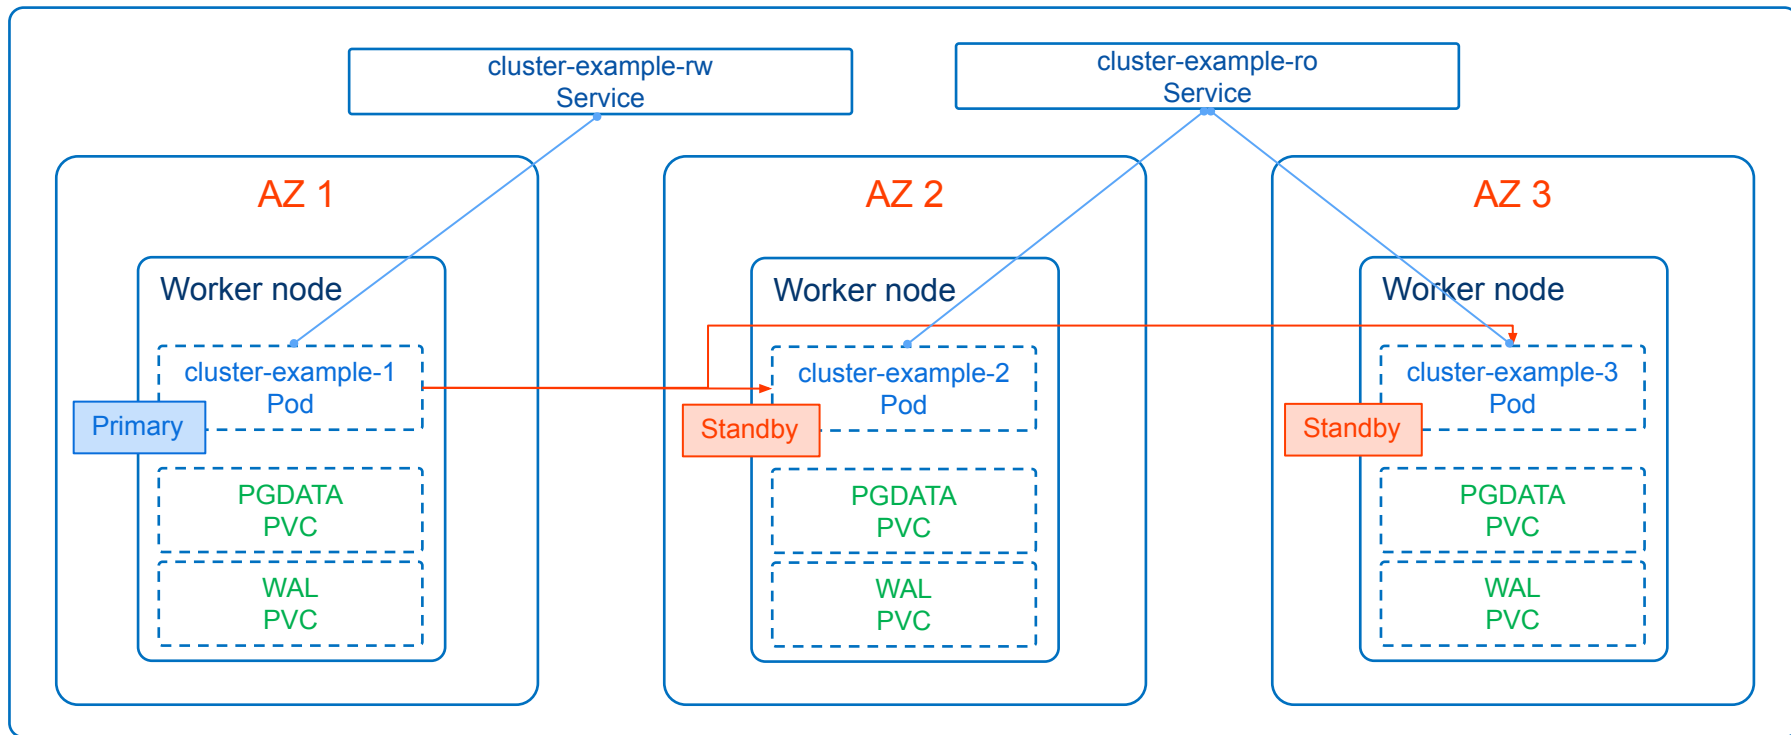 cluster-example-rw
Service
cluster-example-ro
Service
AZ 1
Worker node
cluster-example-1
Pod
Primary
PGDATA
PVC
WAL
PVC
AZ 2
Worker node
cluster-example-2
Pod
Standby
PGDATA
PVC
WAL
PVC
AZ 3
Worker node
cluster-example-3
Pod
Standby
PGDATA
PVC
WAL
PVC